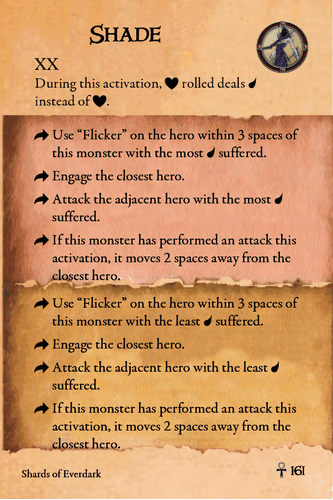 SHADE
XX
During this activation, rolled deals
instead of .
Use “Flicker” on the hero within 3 spaces of
this monster with the most suffered.
Engage the closest hero.
Attack the adjacent hero with the most
suffered.
If this monster has performed an attack this
activation, it moves 2 spaces away from the
closest hero.
Use “Flicker” on the hero within 3 spaces of
this monster with the least suffered.
Engage the closest hero.
Attack the adjacent hero with the least
suffered.
If this monster has performed an attack this
activation, it moves 2 spaces away from the
closest hero.
Shards of Everdark
161